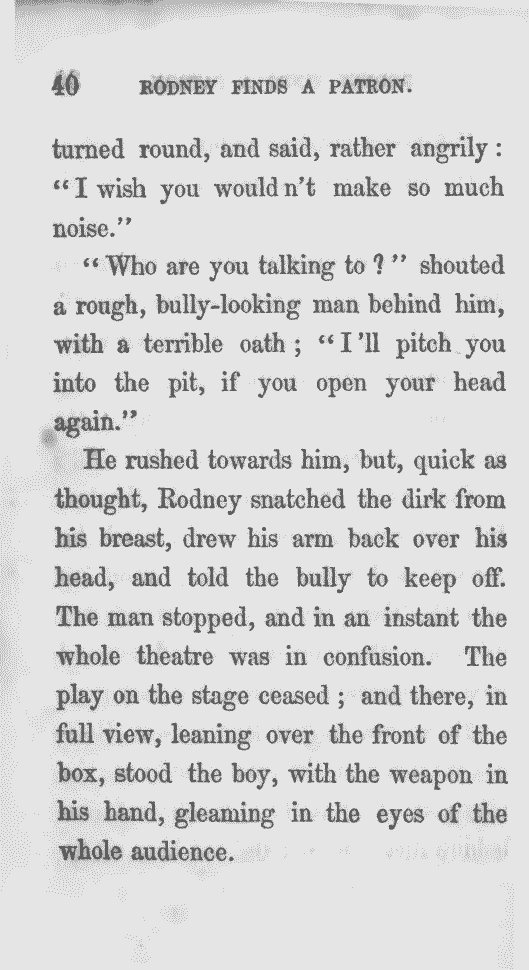 40 RODNEY FINDS A PATRON.
turned round, and said, rather angrily :
“I wish you would n’t make so much
noise.”
“Who are you talking to ? ” shouted
a rough, bully-looking man behind him,
with a terrible oath ; “I ’ll pitch you
into the pit, if you open your head
again.”
He rushed towards him, but, quick as
thought, Rodney snatched the dirk from
his breast, drew his arm back over his
head, and told the bully to keep off.
The man stopped, and in an instant the
whole theatre was in confusion. The
play on the stage ceased ; and there, in
full view, leaning over the front of the
box, stood the boy, with the weapon in
his hand, gleaming in the eyes of the
whole audience.